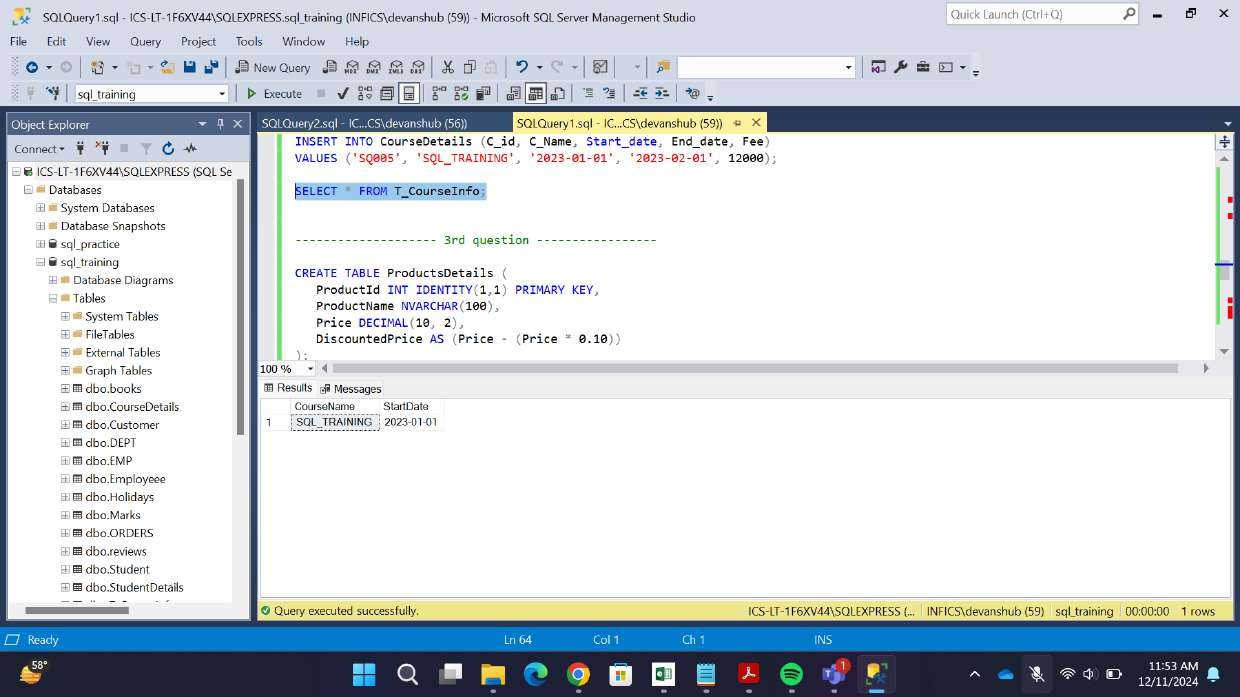 SQLQuery1.sql - ICS-LT-1F6XV44\SQLEXPRESS.sql_training (INFICS\devanshub (59)) - Microsoft SQL Server Management Studio
Quick Launch (Ctrl+Q)
File Edit View Query Project Tools Window Help
New Query
sql_training Execute
Object Explorer
Connect
ICS-LT-1F6XV44\SQLEXPRESS (SQL Se
Databases
System Databases
Database Snapshots
sql_practice
sql_training
Database Diagrams
Tables
System Tables
FileTables
External Tables
Graph Tables
dbo.books
dbo.CourseDetails
dbo.Customer
dbo.DEPT
dbo.EMP
dbo.Employeee
dbo.Holidays
dbo.Marks
dbo.ORDERS
dbo.reviews
dbo.Student
dbo.StudentDetails
SQLQuery2.sql - IC...CS\devanshub (56)) SQLQuery1.sql - IC...CS\devanshub (59))
INSERT INTO CourseDetails (C_id, C_Name, Start_date, End_date, Fee)
VALUES ('SQ005', 'SQL_TRAINING', '2023-01-01', '2023-02-01', 12000);
SELECT * FROM T_CourseInfo;
-------------------- 3rd question -----------------
CREATE TABLE ProductsDetails (
ProductId INT IDENTITY(1,1) PRIMARY KEY,
ProductName NVARCHAR(100),
Price DECIMAL(10, 2),
DiscountedPrice AS (Price - (Price * 0.10))
);
100 %
Results Messages
CourseName StartDate
1 SQL_TRAINING 2023-01-01
Query executed successfully. ICS-LT-1F6XV44\SQLEXPRESS (... INFICS\devanshub (59) sql_training 00:00:00 1 rows
Ready Ln 64 Col 1 Ch 1 INS
58°
1
11:53 AM
12/11/2024